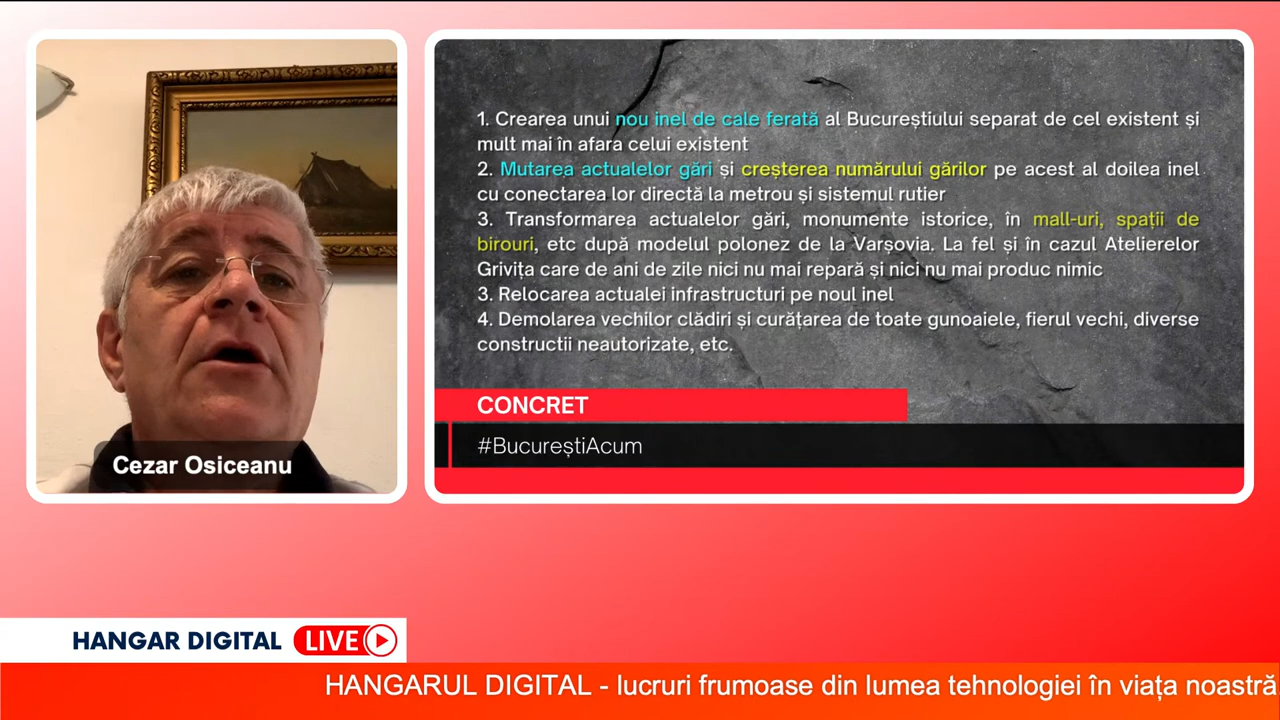 1. Crearea unui nou inel de cale ferată al Bucureștiului separat de cel existent și
mult mai în afara celui existent
2. Mutarea actualelor gări și creșterea numărului gărilor pe acest al doilea inel
cu conectarea lor directă la metrou și sistemul rutier
3. Transformarea actualelor gări, monumente istorice, în mall-uri, spații de
birouri, etc după modelul polonez de la Varșovia. La fel și în cazul Atelierelor
Grivița care de ani de zile nici nu mai repară și nici nu mai produc nimic
3. Relocarea actualei infrastructuri pe noul inel
4. Demolarea vechilor clădiri și curățarea de toate gunoaiele, fierul vechi, diverse
constructii neautorizate, etc.
CONCRET
#BucureștiAcum
Cezar Osiceanu
HANGAR DIGITAL LIVE
HANGARUL DIGITAL - lucruri frumoase din lumea tehnologiei în viața noastră